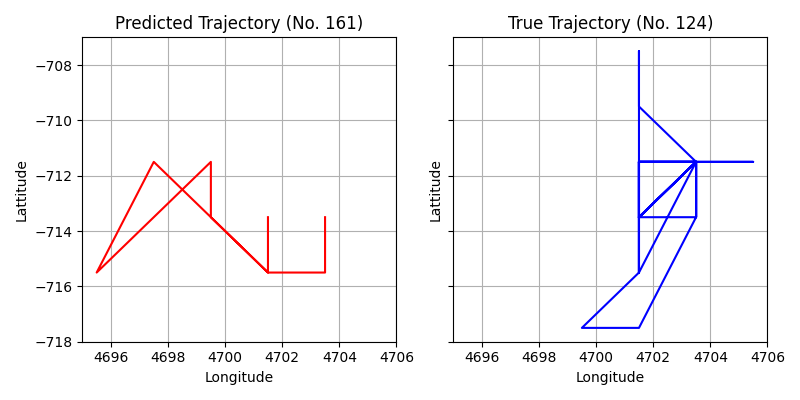 Predicted Trajectory (No. 161)
True Trajectory (No. 124)
Lattitude
−708
−710
−712
−714
−716
−718
4696 4698 4700 4702 4704 4706
Longitude
Lattitude
4696 4698 4700 4702 4704 4706
Longitude